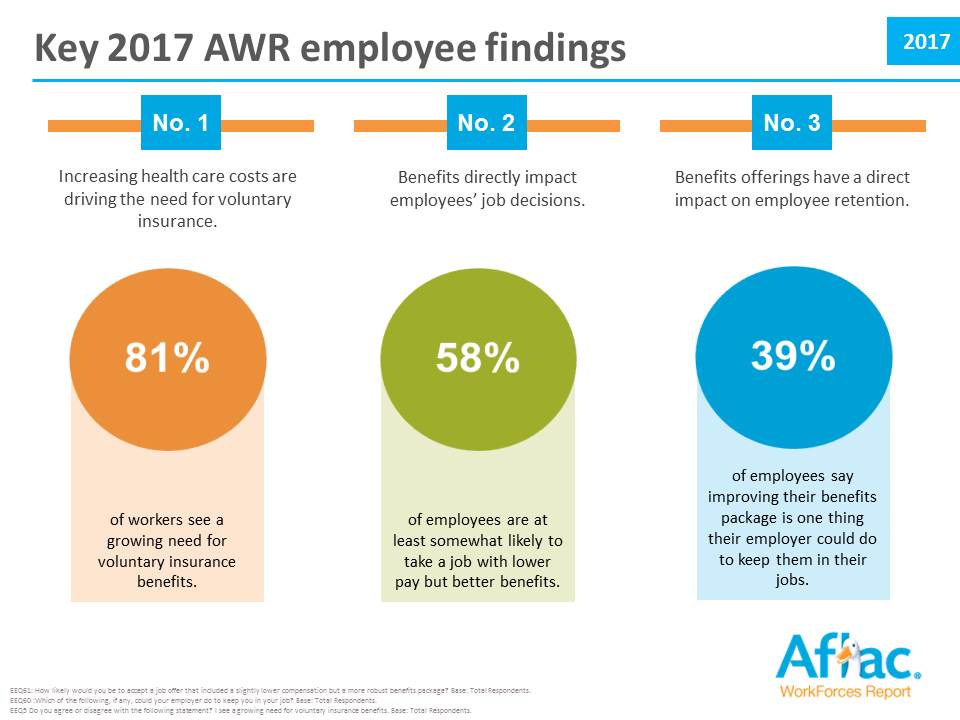 Key 2017 AWR employee findings
2017
No. 1
No. 2
No. 3
Increasing health care costs are
driving the need for voluntary
insurance.
Benefits directly impact
employees' job decisions.
Benefits offerings have a direct
impact on employee retention.
81%
58%
39%
of workers see a
growing need for
voluntary insurance
benefits.
of employees are at
least somewhat likely to
take a job with lower
pay but better benefits.
of employees say
improving their benefits
package is one thing
their employer could do
to keep them in their
jobs.
Aflac®
WorkForces Report
EEQ61: How likely would you be to accept a job offer that included a slightly lower compensation but a more robust benefits package? Base: Total Respondents.
EEQ60 :Which of the following, if any, could your employer do to keep you in your job? Base: Total Respondents.
EEQ5 Do you agree or disagree with the following statement? I see a growing need for voluntary insurance benefits. Base: Total Respondents.